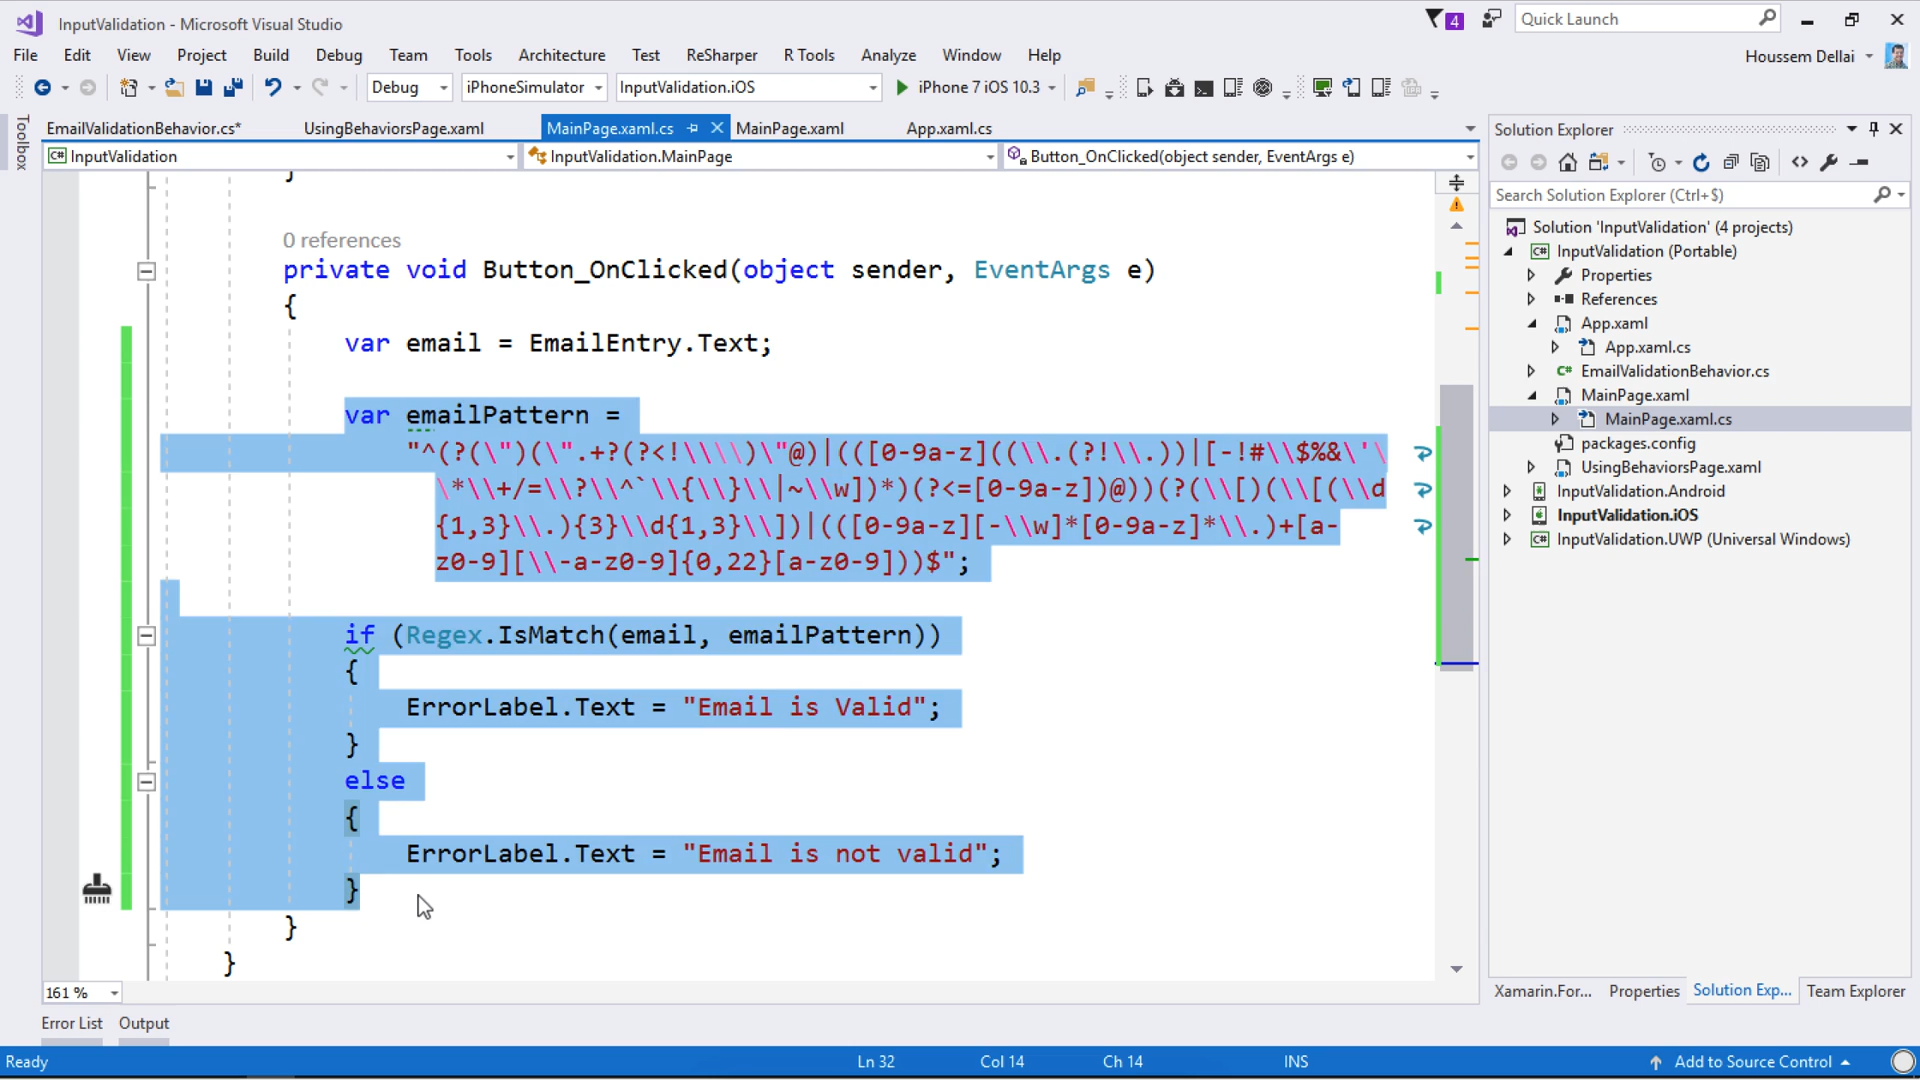 InputValidation - Microsoft Visual Studio
4
Quick Launch
File Edit View Project Build Debug Team Tools Architecture Test ReSharper R Tools Analyze Window Help
Houssem Dellai
Debug iPhoneSimulator InputValidation.iOS iPhone 7 iOS 10.3
Toolbox
EmailValidationBehavior.cs* UsingBehaviorsPage.xaml MainPage.xaml.cs MainPage.xaml App.xaml.cs
C# InputValidation InputValidation.MainPage Button_OnClicked(object sender, EventArgs e)
}
0 references
private void Button_OnClicked(object sender, EventArgs e)
{
var email = EmailEntry.Text;
var emailPattern =
"^(?(\")(\".+?(?<!\\\\)\"@)|(([0-9a-z]((\\.(?!\\.))|[-!#\\$%&\'\
\*\\+/=\\?\\^`\\{\\}\\|~\\w])*)(?<=[0-9a-z])@))(?(\\[)(\\[(\\d
{1,3}\\.){3}\\d{1,3}\\])|(([0-9a-z][-\\w]*[0-9a-z]*\\.)+[a-
z0-9][\\-a-z0-9]{0,22}[a-z0-9]))$";
if (Regex.IsMatch(email, emailPattern))
{
ErrorLabel.Text = "Email is Valid";
}
else
{
ErrorLabel.Text = "Email is not valid";
}
}
}
161 %
Error List Output
Ready Ln 32 Col 14 Ch 14 INS Add to Source Control
Solution Explorer
Search Solution Explorer (Ctrl+$)
Solution 'InputValidation' (4 projects)
C# InputValidation (Portable)
Properties
References
App.xaml
App.xaml.cs
C# EmailValidationBehavior.cs
MainPage.xaml
MainPage.xaml.cs
packages.config
UsingBehaviorsPage.xaml
InputValidation.Android
InputValidation.iOS
C# InputValidation.UWP (Universal Windows)
Xamarin.For... Properties Solution Exp... Team Explorer